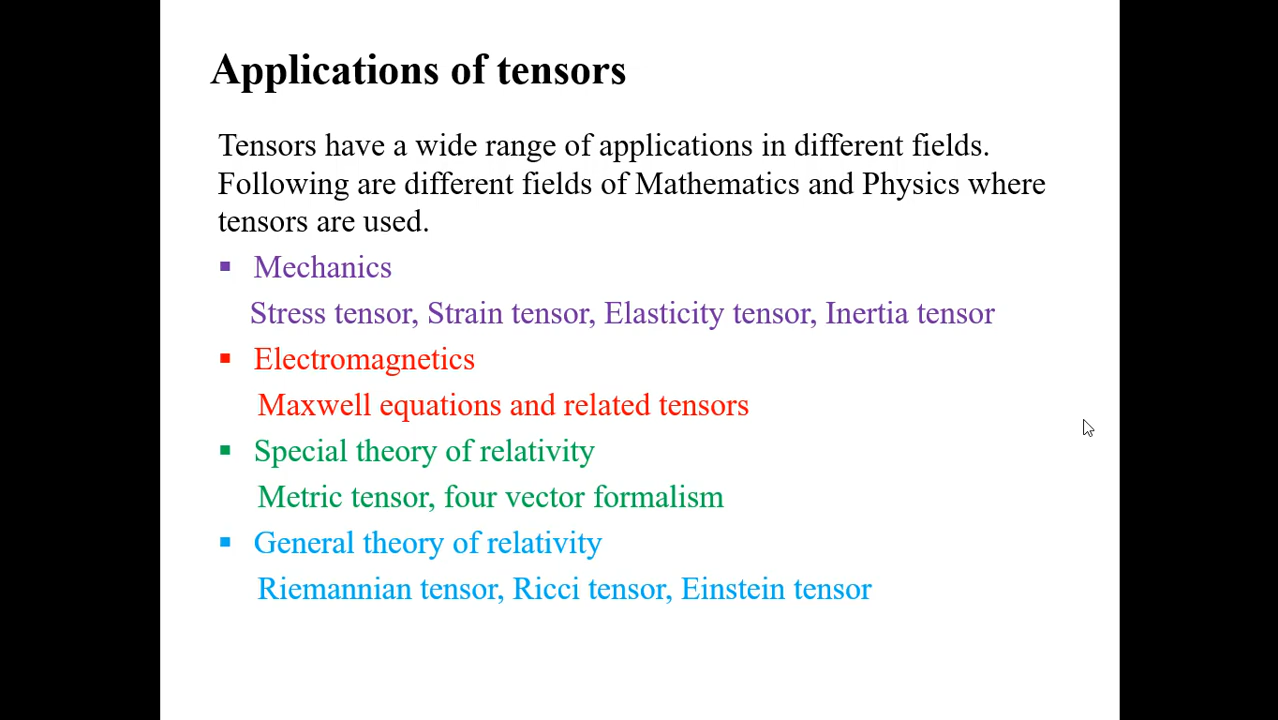 Applications of tensors
Tensors have a wide range of applications in different fields.
Following are different fields of Mathematics and Physics where
tensors are used.
▪ Mechanics
Stress tensor, Strain tensor, Elasticity tensor, Inertia tensor
▪ Electromagnetics
Maxwell equations and related tensors
▪ Special theory of relativity
Metric tensor, four vector formalism
▪ General theory of relativity
Riemannian tensor, Ricci tensor, Einstein tensor